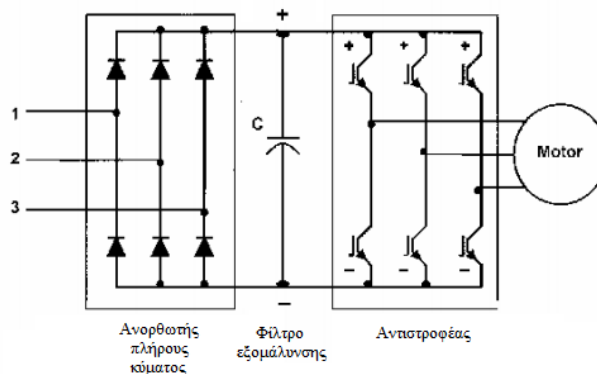 +
+
+
+
1
C
Motor
2
3
−
−
−
−
Ανορθωτής
πλήρους
κύματος
Φίλτρο
εξομάλυνσης
Αντιστροφέας